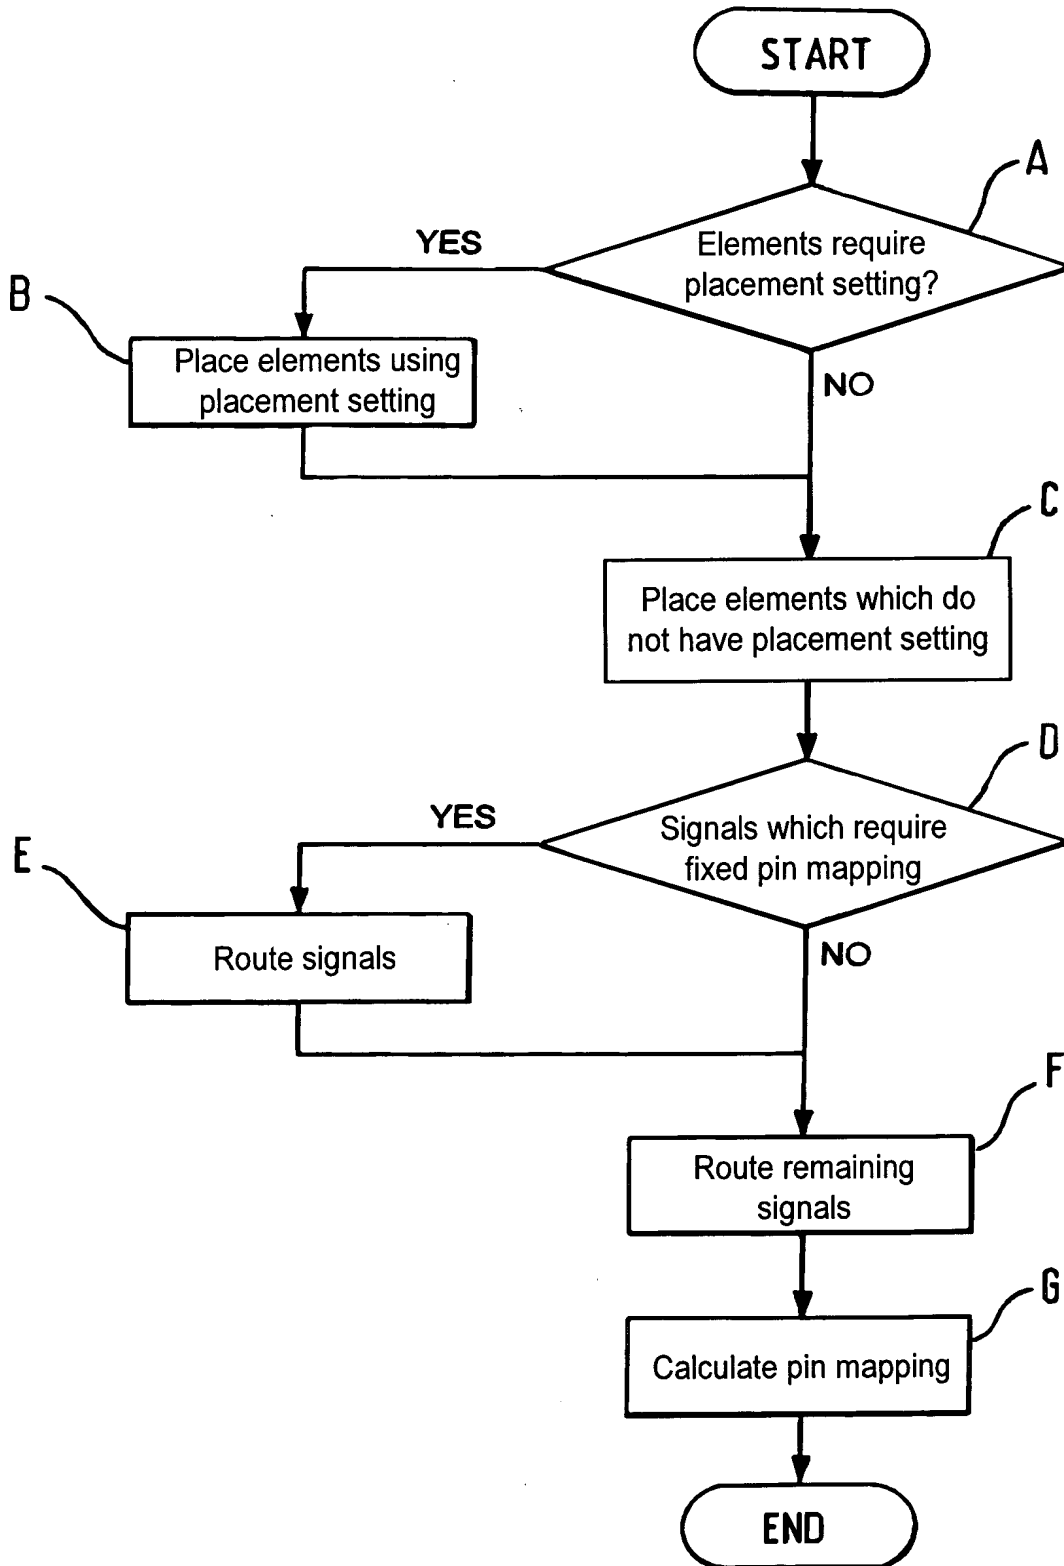 START
A
Elements require
placement setting?
YES
B
Place elements using
placement setting
NO
C
Place elements which do
not have placement setting
D
YES
Signals which require
fixed pin mapping
E
Route signals
NO
F
Route remaining
signals
G
Calculate pin mapping
END